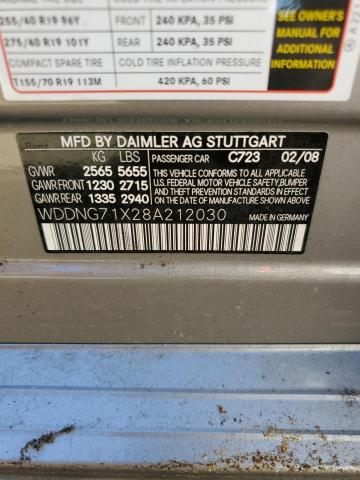 255/40 R19 96Y FRONT 240 KPA, 35 PSI
275/40 R19 101Y REAR 240 KPA, 35 PSI
COMPACT SPARE TIRE COLD TIRE INFLATION PRESSURE
T155/70 R19 113M 420 KPA, 60 PSI
SEE OWNER'S
MANUAL FOR
ADDITIONAL
INFORMATION
MFD BY DAIMLER AG STUTTGART
KG LBS PASSENGER CAR C723 02/08
GVWR 2565 5655
GAWR FRONT 1230 2715
GAWR REAR 1335 2940
THIS VEHICLE CONFORMS TO ALL APPLICABLE
U.S. FEDERAL MOTOR VEHICLE SAFETY, BUMPER, AND
THEFT PREVENTION STANDARDS IN EFFECT ON THE
DATE OF MANUFACTURE SHOWN ABOVE.
WDDNG71X28A212030